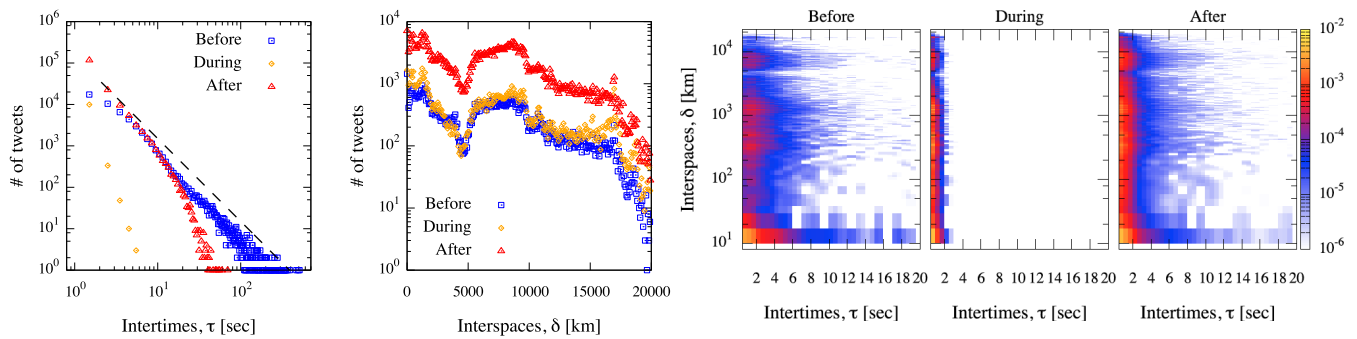 Before
During
After
10^6
10^5
10^4
10^3
10^2
10^1
10^0
# of tweets
10^0 10^1 10^2
Intertimes, τ [sec]
10^4
10^3
10^2
10^1
10^0
# of tweets
Before
During
After
0 5000 10000 15000 20000
Interspaces, δ [km]
Before During After
Interspaces, δ [km]
10^4
10^3
10^2
10^1
2 4 6 8 10 12 14 16 18 20
Intertimes, τ [sec]
2 4 6 8 10 12 14 16 18 20
Intertimes, τ [sec]
2 4 6 8 10 12 14 16 18 20
Intertimes, τ [sec]
10^-2
10^-3
10^-4
10^-5
10^-6